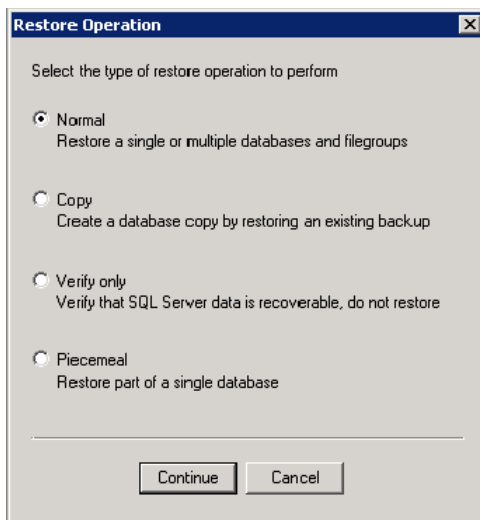 Restore Operation
Select the type of restore operation to perform
Normal
Restore a single or multiple databases and filegroups
Copy
Create a database copy by restoring an existing backup
Verify only
Verify that SQL Server data is recoverable, do not restore
Piecemeal
Restore part of a single database
Continue
Cancel